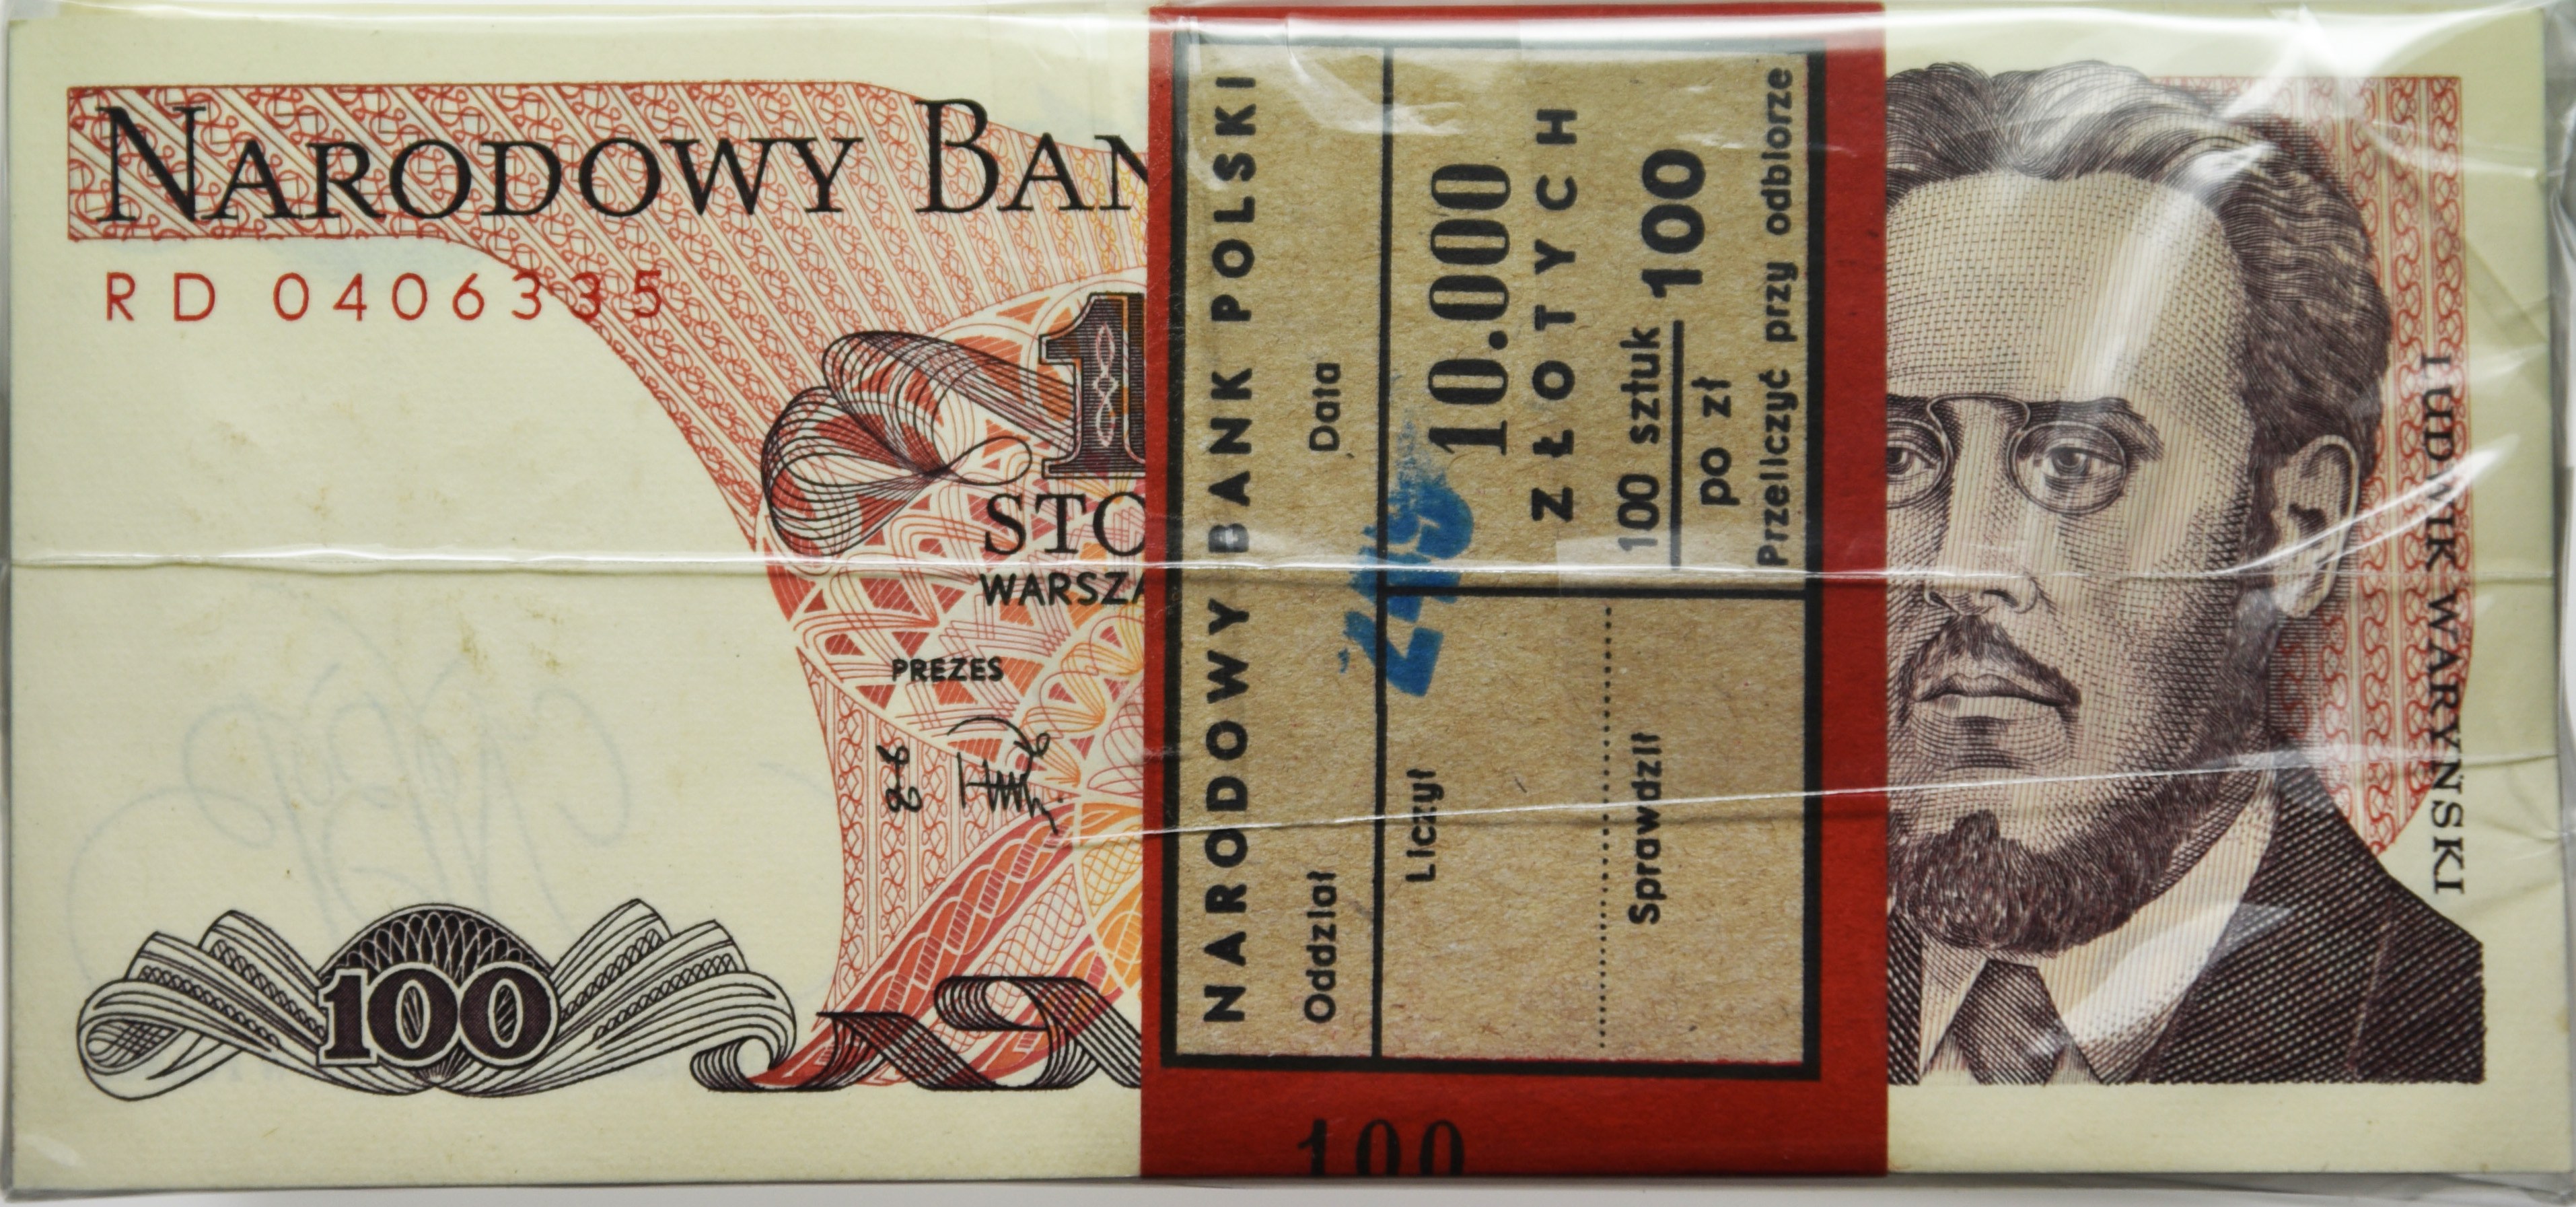 NARODOWY BAN
RD 0406335
1
STO
WARSZA
PREZES
100
NARODOWY BANK POLSKI
Oddział Data
10.000
ZŁOTYCH
100 sztuk
po zł 100
Przeliczyć przy odbiorze
Liczył
Sprawdził
100
LUDWIK WARYŃSKI